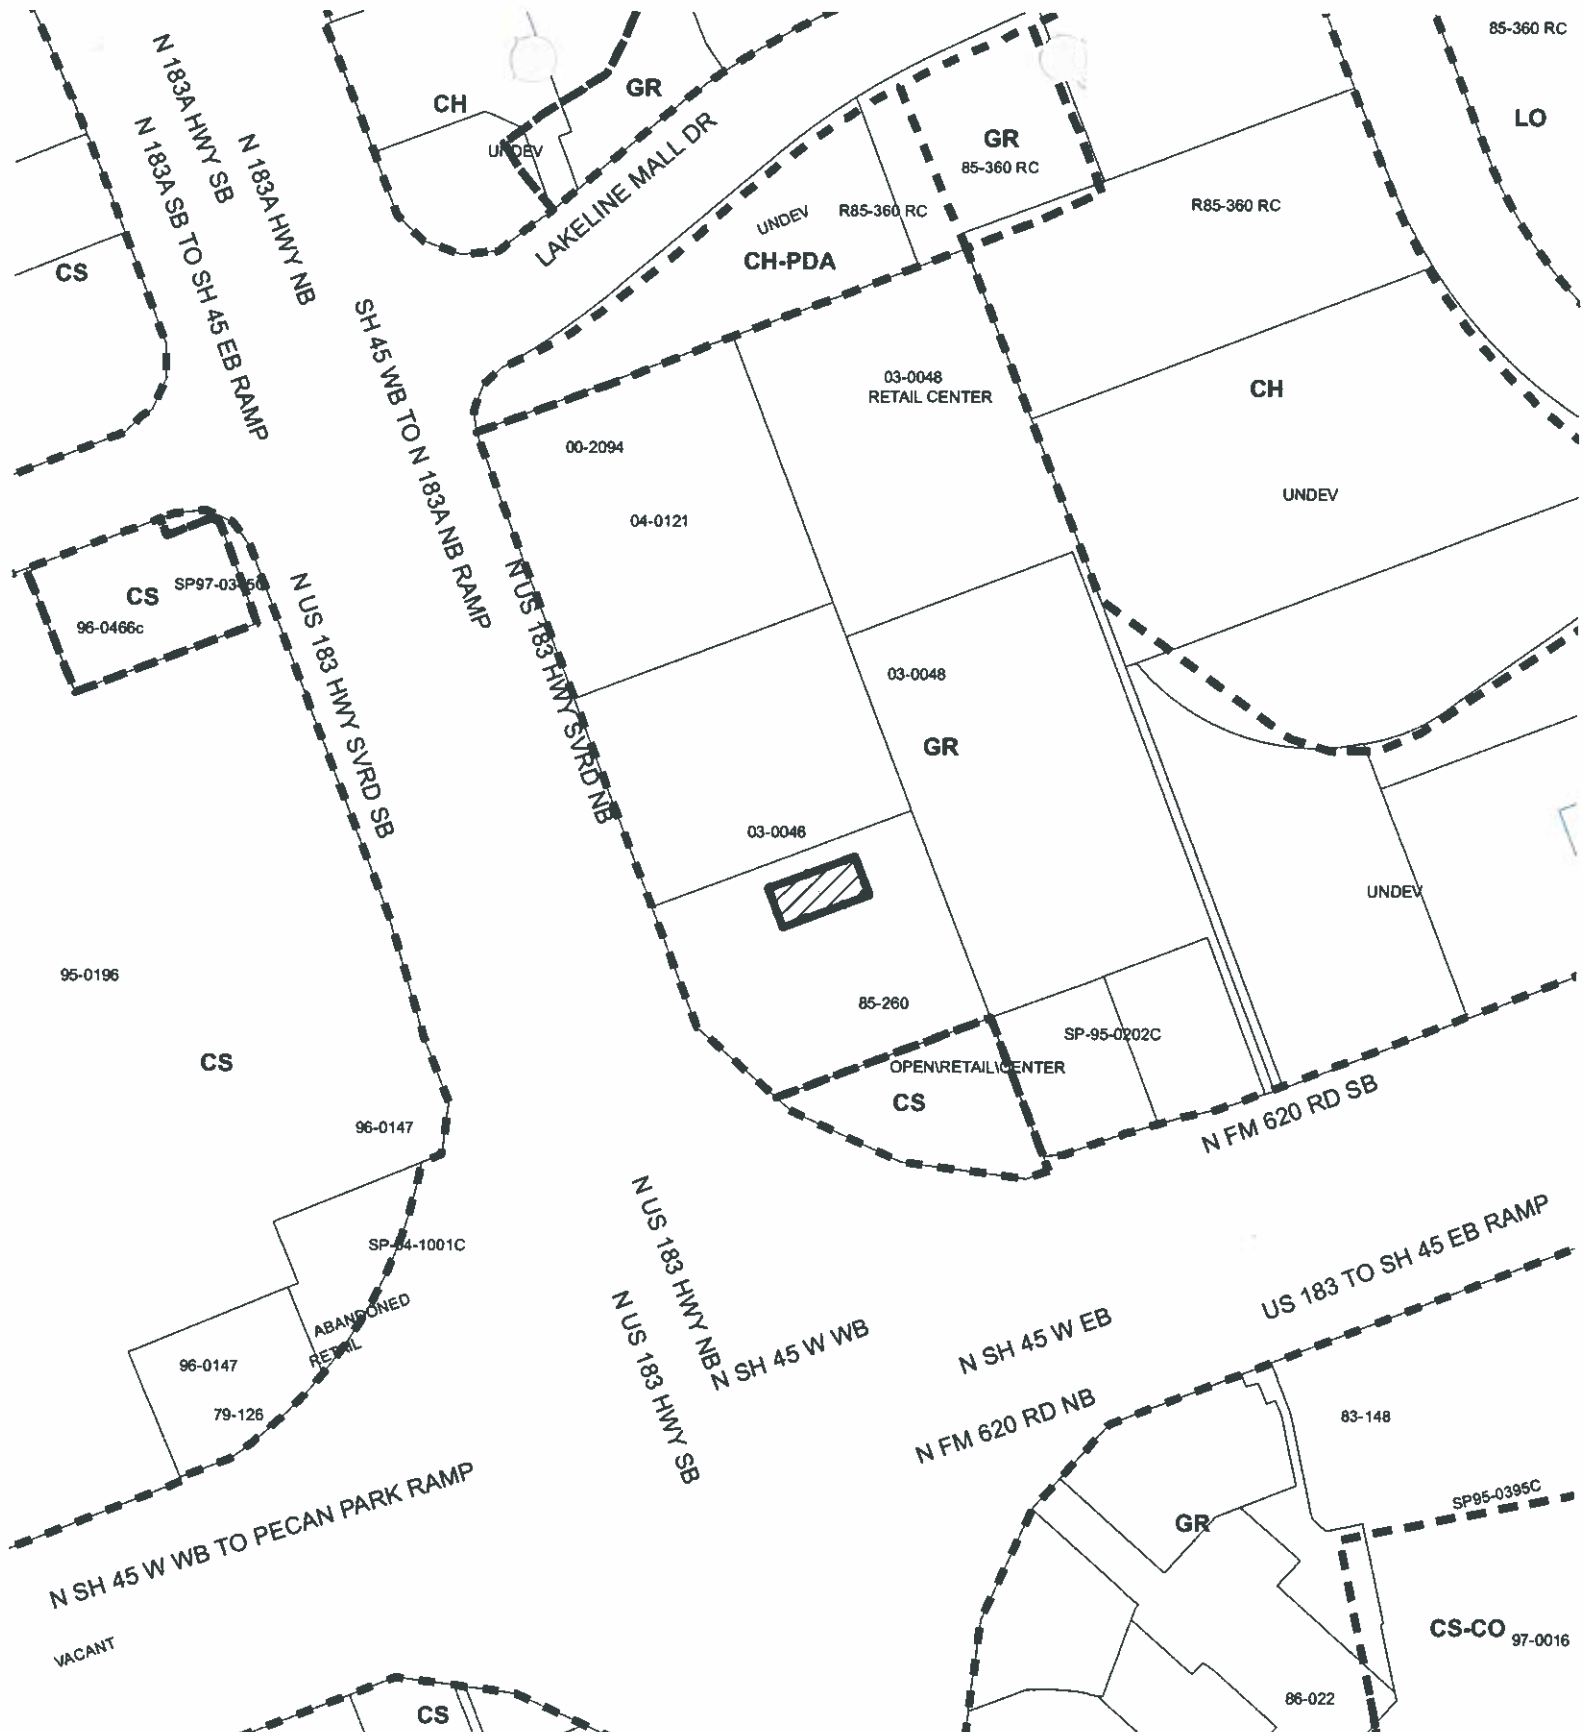 85-360 RC
N 183A HWY SB
CH
GR
LO
N 183A SB TO SH 45 EB RAMP
N 183A HWY NB
UNDEV
LAKELINE MALL DR
GR
85-360 RC
UNDEV
R85-360 RC
R85-360 RC
CS
CH-PDA
SH 45 WB TO N 183A NB RAMP
03-0048
RETAIL CENTER
CH
00-2094
UNDEV
04-0121
CS
96-0466c
N US 183 HWY SVRD SB
N US 183 HWY SVRD NB
03-0048
GR
03-0046
UNDEV
95-0196
85-260
SP-95-0202C
CS
OPEN\RETAIL\CENTER
CS
N FM 620 RD SB
96-0147
N US 183 HWY NB
SP-04-1001C
US 183 TO SH 45 EB RAMP
ABANDONED
RETAIL
N US 183 HWY SB
N SH 45 W WB
N SH 45 W EB
96-0147
79-126
N FM 620 RD NB
83-148
N SH 45 W WB TO PECAN PARK RAMP
SP95-0395C
GR
VACANT
CS-CO
97-0016
86-022
CS